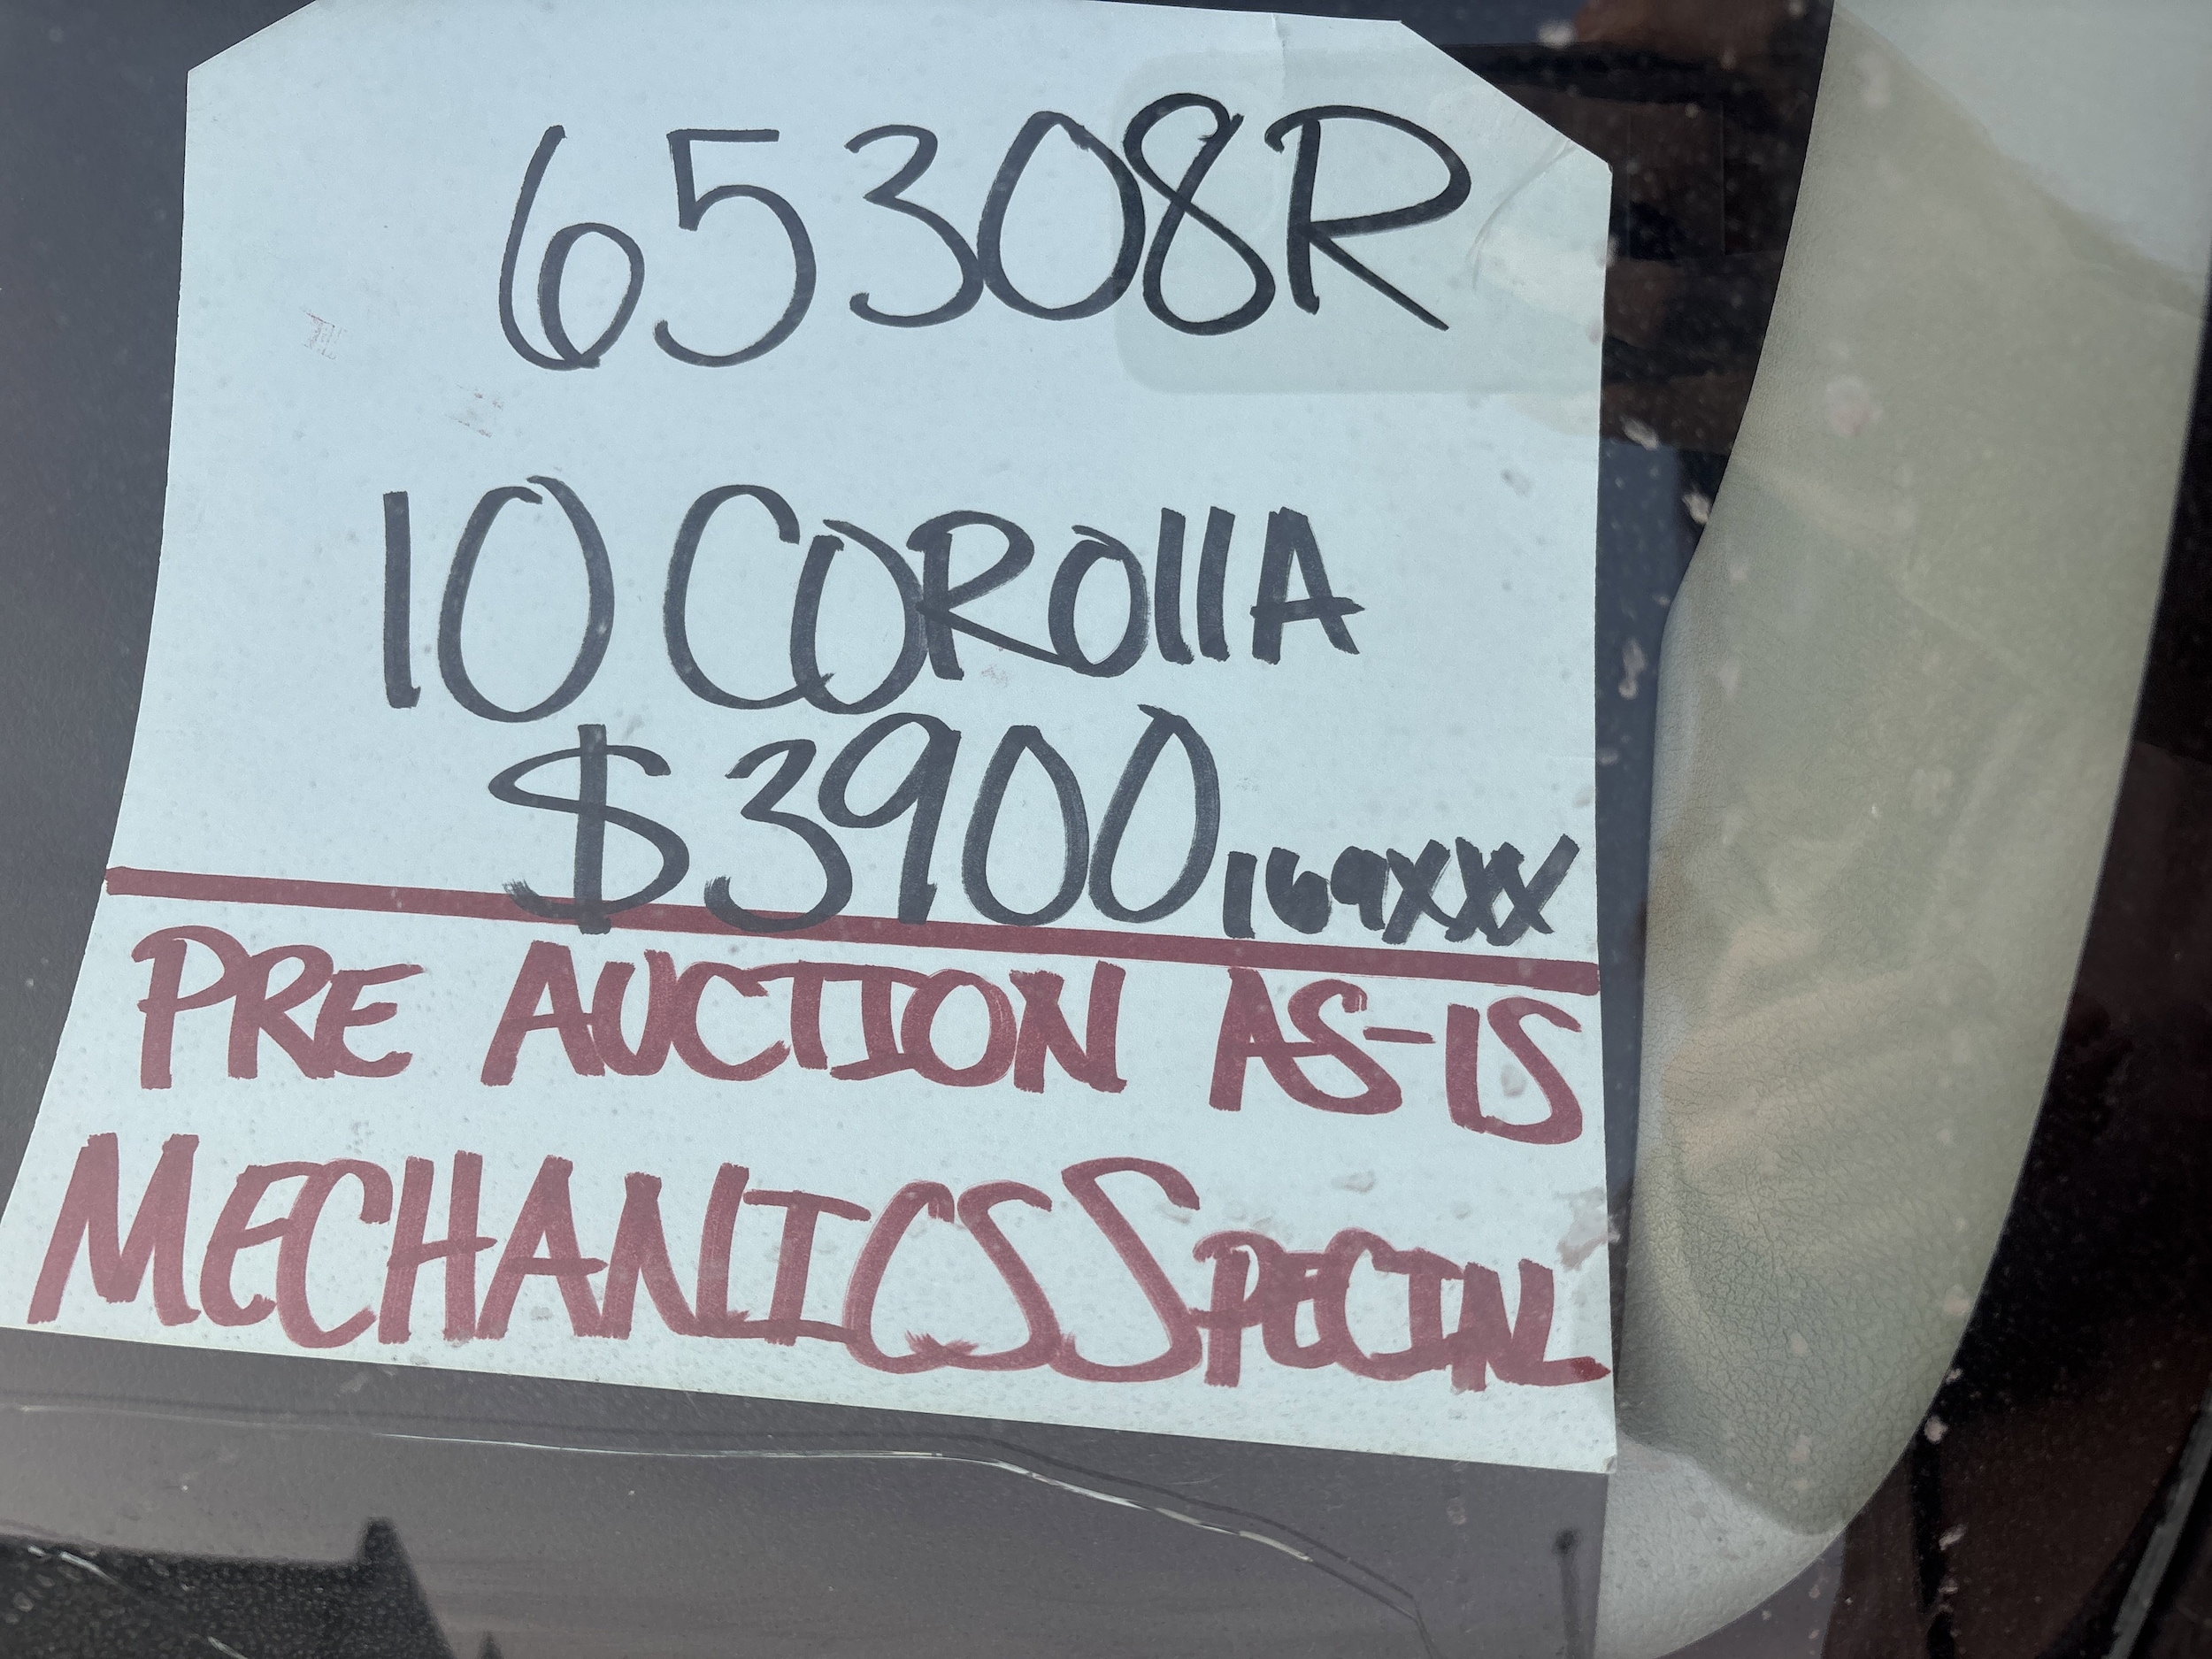 65308R
10 COROllA
$3900 169XXX
PRE AUCTION AS-IS
MECHANICS SPECIAL